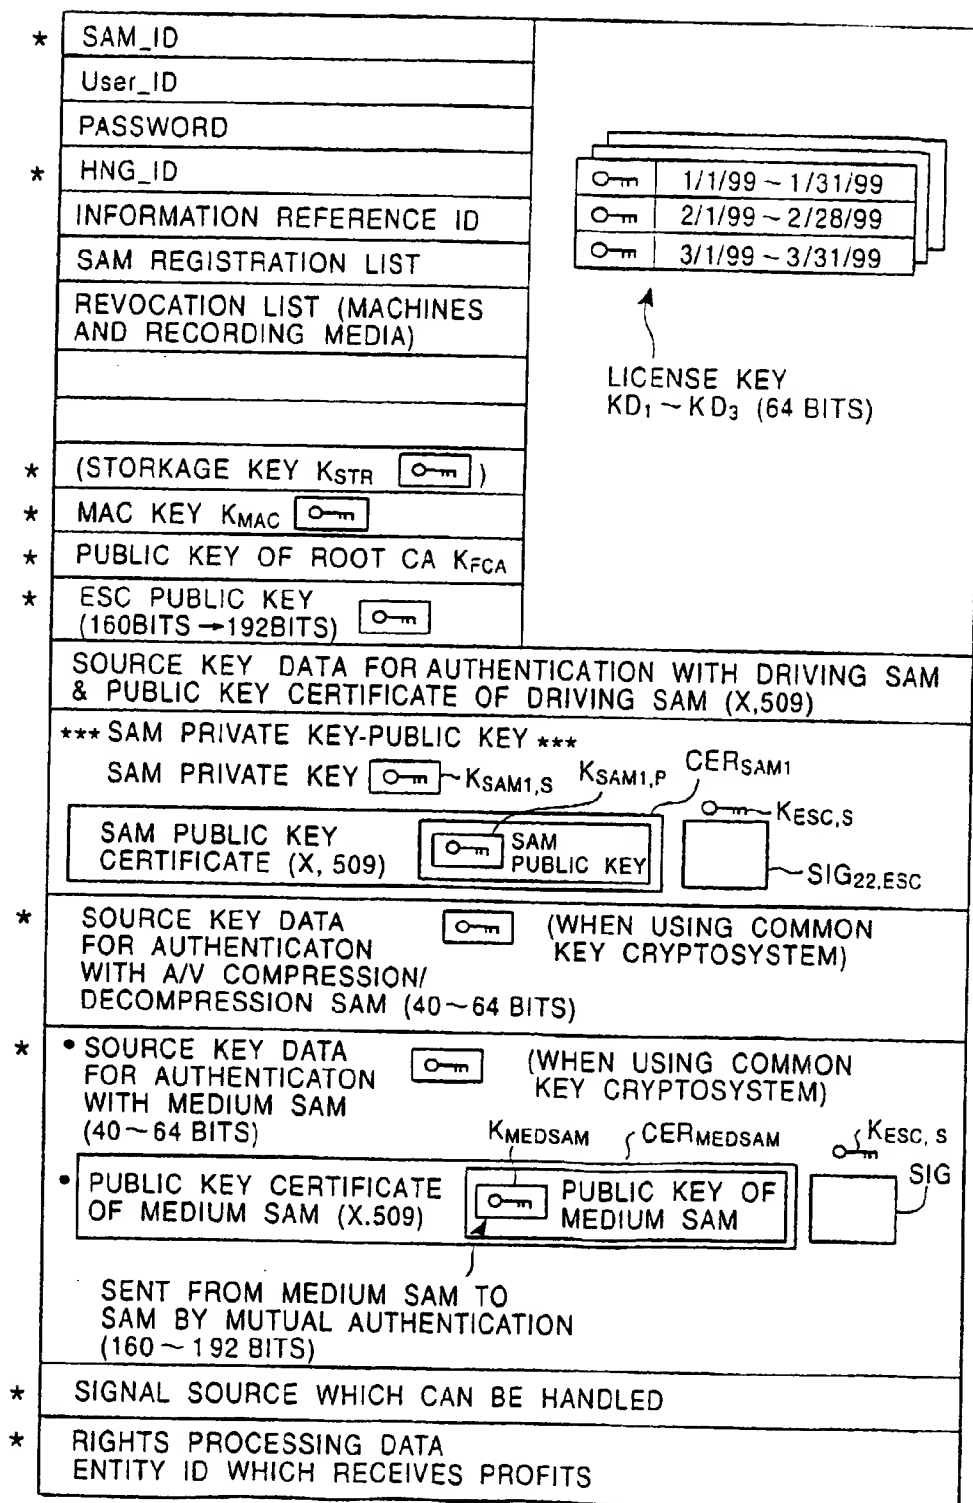 * SAM_ID
User_ID
PASSWORD
* HNG_ID
INFORMATION REFERENCE ID
SAM REGISTRATION LIST
REVOCATION LIST (MACHINES
AND RECORDING MEDIA)
1/1/99 ~ 1/31/99
2/1/99 ~ 2/28/99
3/1/99 ~ 3/31/99
LICENSE KEY
KD1 ~ KD3 (64 BITS)
* (STORKAGE KEY KSTR )
* MAC KEY KMAC
* PUBLIC KEY OF ROOT CA KFCA
* ESC PUBLIC KEY
(160BITS → 192BITS)
SOURCE KEY DATA FOR AUTHENTICATION WITH DRIVING SAM
& PUBLIC KEY CERTIFICATE OF DRIVING SAM (X,509)
*** SAM PRIVATE KEY-PUBLIC KEY ***
SAM PRIVATE KEY KSAM1,S KSAM1,P CERSAM1
KESC,S
SAM PUBLIC KEY
CERTIFICATE (X, 509)
SAM
PUBLIC KEY
SIG22,ESC
* SOURCE KEY DATA (WHEN USING COMMON
FOR AUTHENTICATON KEY CRYPTOSYSTEM)
WITH A/V COMPRESSION/
DECOMPRESSION SAM (40~64 BITS)
* • SOURCE KEY DATA (WHEN USING COMMON
FOR AUTHENTICATON KEY CRYPTOSYSTEM)
WITH MEDIUM SAM
(40~64 BITS)
KMEDSAM CERMEDSAM KESC, S
SIG
• PUBLIC KEY CERTIFICATE
OF MEDIUM SAM (X.509)
PUBLIC KEY OF
MEDIUM SAM
SENT FROM MEDIUM SAM TO
SAM BY MUTUAL AUTHENTICATION
(160 ~ 192 BITS)
* SIGNAL SOURCE WHICH CAN BE HANDLED
* RIGHTS PROCESSING DATA
ENTITY ID WHICH RECEIVES PROFITS